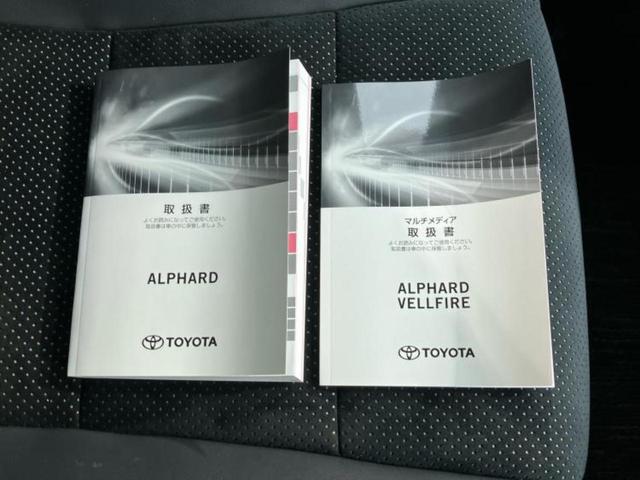 取扱書
よくお読みになってご使用ください。
取扱書は車の中に保管しましょう。
ALPHARD
TOYOTA
マルチメディア
取扱書
よくお読みになってご使用ください。
取扱書は車の中に保管しましょう。
ALPHARD
VELLFIRE
TOYOTA